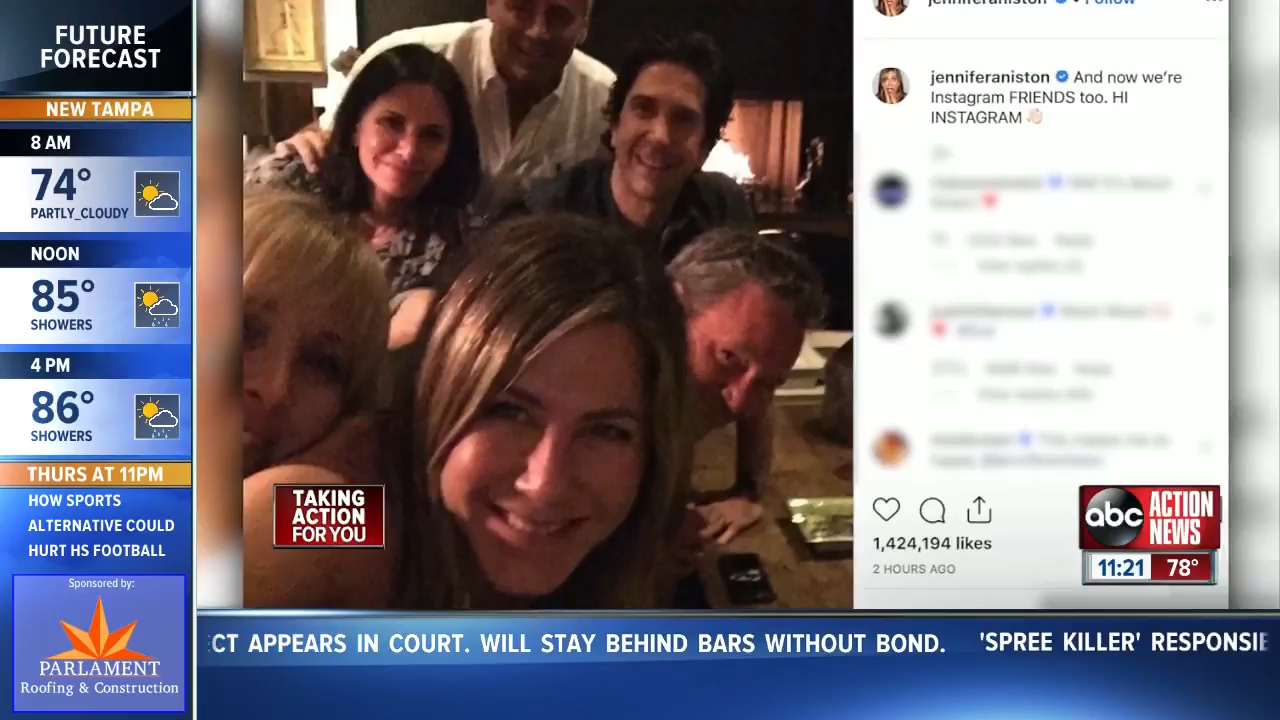 FUTURE
FORECAST
NEW TAMPA
8 AM
74°
PARTLY_CLOUDY
NOON
85°
SHOWERS
4 PM
86°
SHOWERS
THURS AT 11PM
HOW SPORTS
ALTERNATIVE COULD
HURT HS FOOTBALL
Sponsored by:
PARLAMENT
Roofing & Construction
TAKING
ACTION
FOR YOU
jenniferaniston • Follow
jenniferaniston And now we're
Instagram FRIENDS too. HI
INSTAGRAM 👋🏻
1,424,194 likes
2 HOURS AGO
abc ACTION
NEWS
11:21 78°
CT APPEARS IN COURT. WILL STAY BEHIND BARS WITHOUT BOND. 'SPREE KILLER' RESPONSI